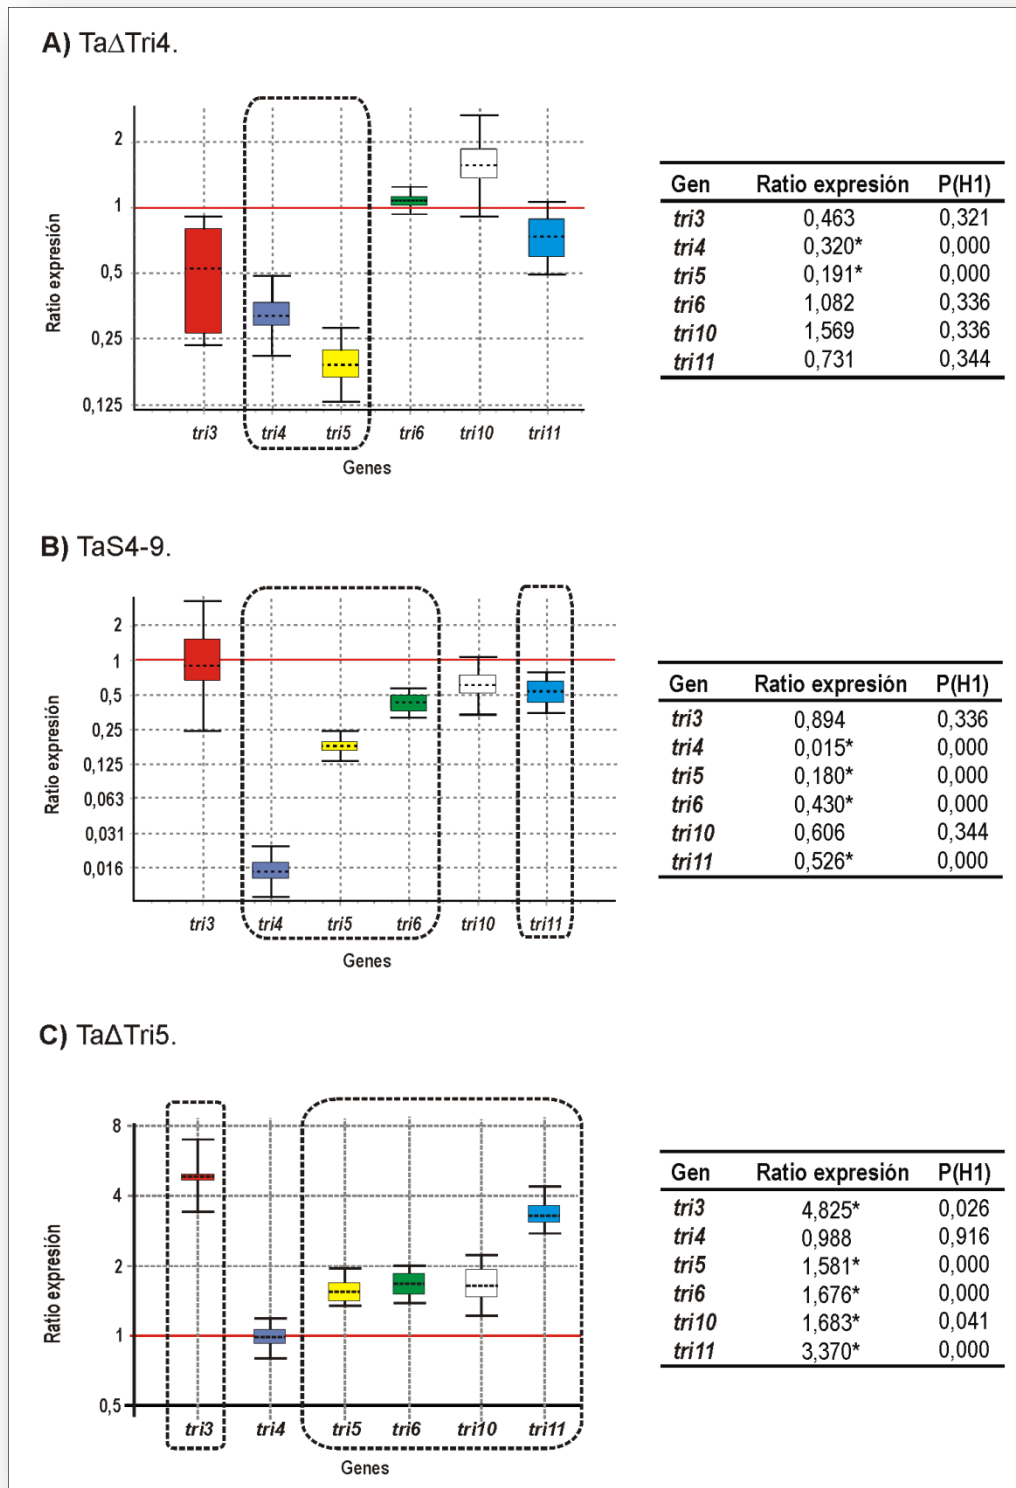 A) TaΔTri4.
Ratio expresión
2
1
0,5
0,25
0,125
tri3 tri4 tri5 tri6 tri10 tri11
Genes
Gen Ratio expresión P(H1)
tri3 0,463 0,321
tri4 0,320* 0,000
tri5 0,191* 0,000
tri6 1,082 0,336
tri10 1,569 0,336
tri11 0,731 0,344
B) TaS4-9.
Ratio expresión
2
1
0,5
0,25
0,125
0,063
0,031
0,016
tri3 tri4 tri5 tri6 tri10 tri11
Genes
Gen Ratio expresión P(H1)
tri3 0,894 0,336
tri4 0,015* 0,000
tri5 0,180* 0,000
tri6 0,430* 0,000
tri10 0,606 0,344
tri11 0,526* 0,000
C) TaΔTri5.
Ratio expresión
8
4
2
1
0,5
tri3 tri4 tri5 tri6 tri10 tri11
Genes
Gen Ratio expresión P(H1)
tri3 4,825* 0,026
tri4 0,988 0,916
tri5 1,581* 0,000
tri6 1,676* 0,000
tri10 1,683* 0,041
tri11 3,370* 0,000